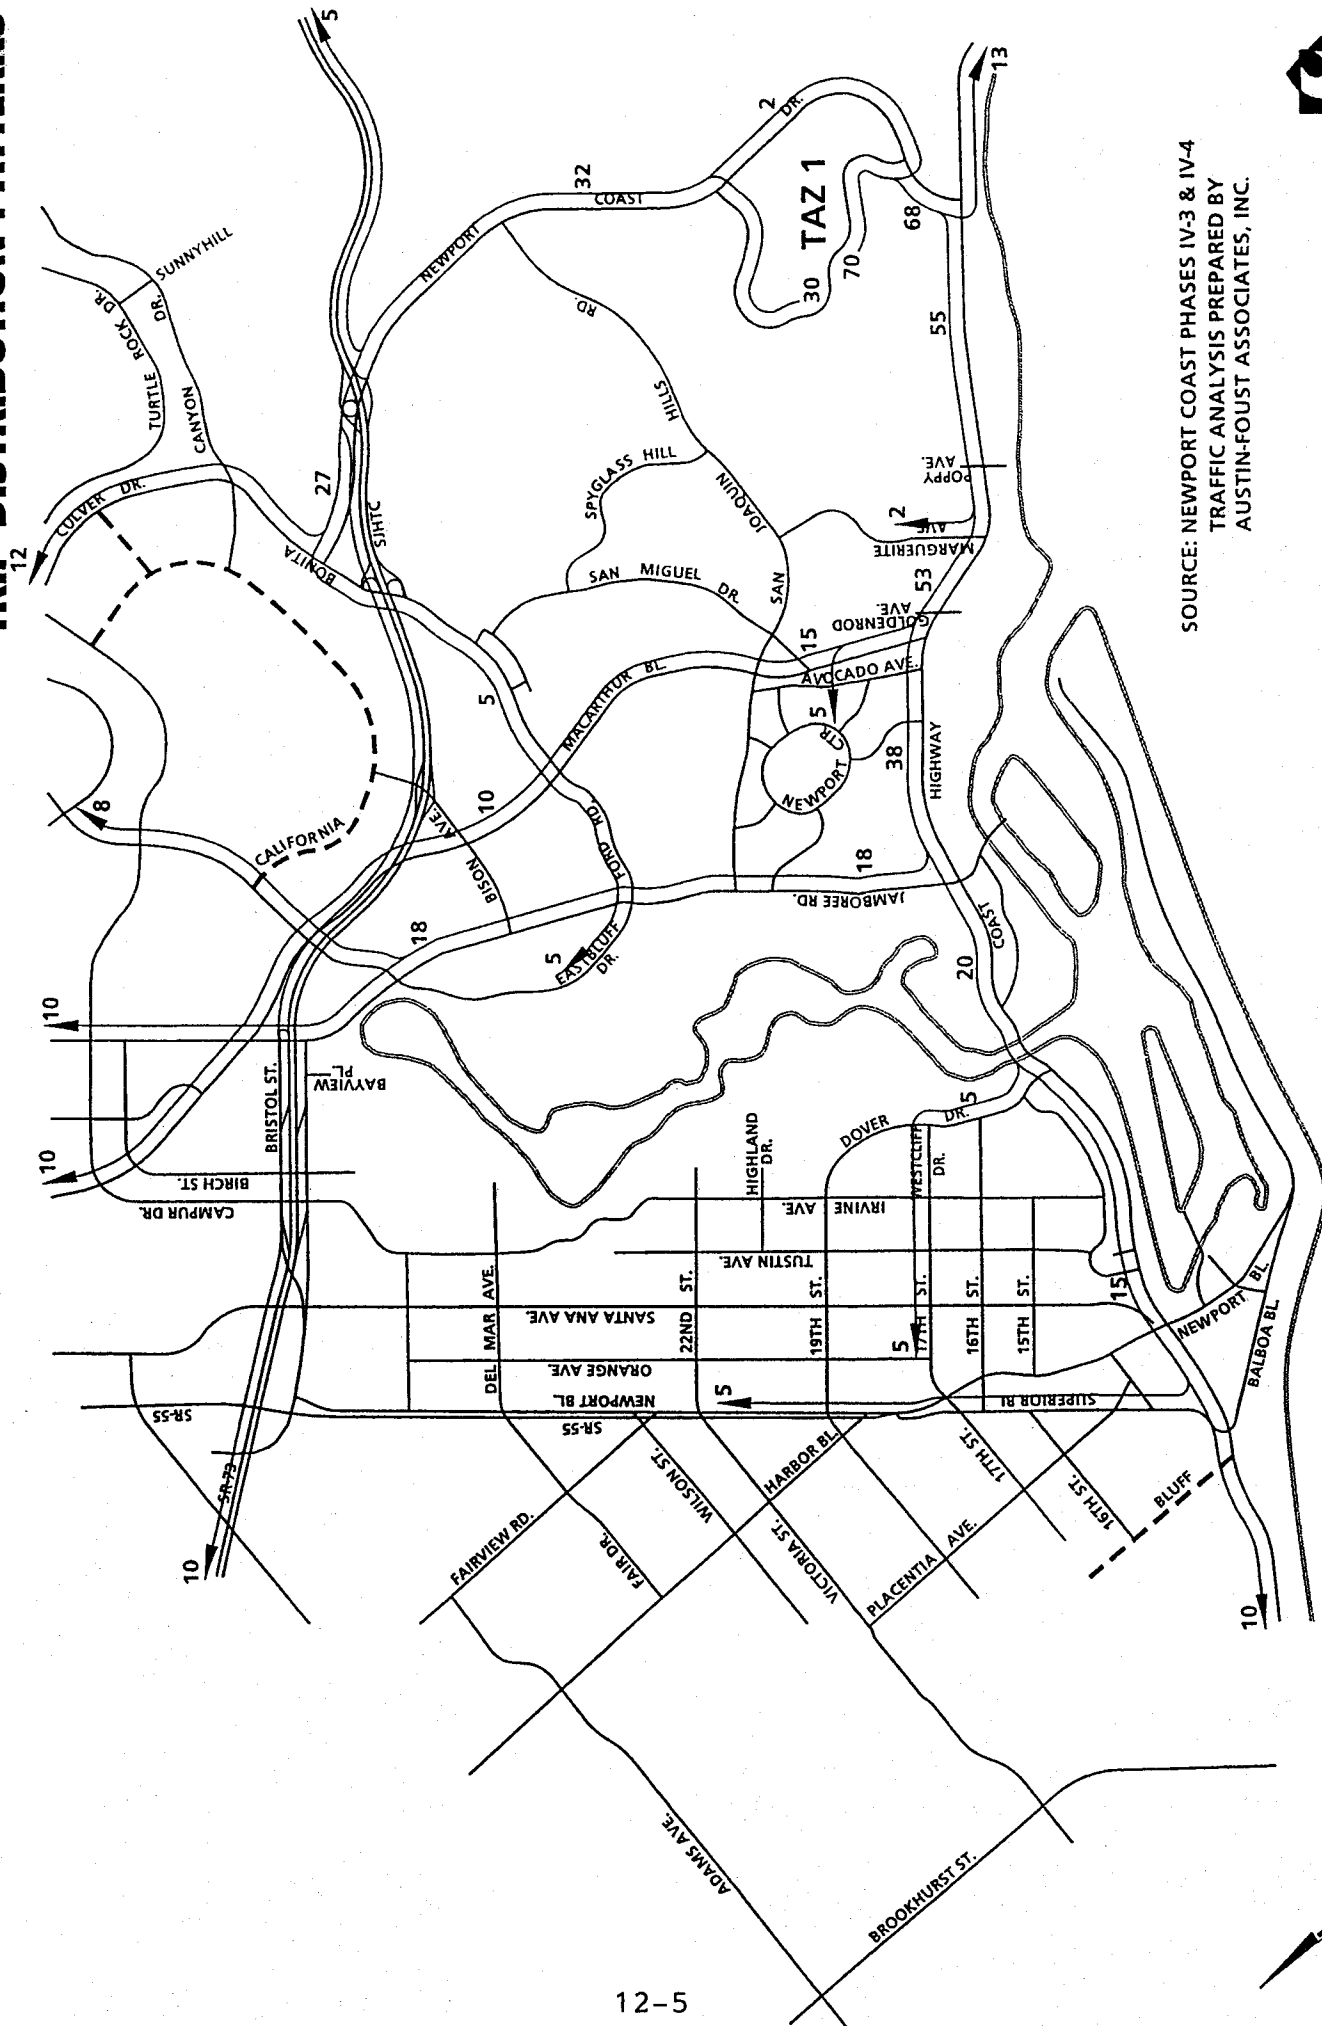 TRIP DISTRIBUTION PATTERNS
5
12
CULVER DR.
TURTLE ROCK DR.
SUNNYHILL
DR.
CANYON
27
BONITA
SJHTC
NEWPORT
32
COAST
2
DR.
TAZ 1
30
70
68
13
55
RD.
HILLS
SPYGLASS HILL
JOAQUIN
SAN MIGUEL DR.
SAN
POPPY AVE.
2
MARGUERITE AVE
53
GOLDENROD AVE.
15
AVOCADO AVE.
MACARTHUR BL.
5
5
NEWPORT CTR
38
HIGHWAY
8
CALIFORNIA
10
BISON AVE.
FORD RD.
18
JAMBOREE RD.
18
5
EASTBLUFF DR.
COAST
20
10
10
BRISTOL ST.
BAYVIEW PL.
BIRCH ST.
CAMPUR DR.
HIGHLAND DR.
DOVER DR.
5
WESTCLIFF DR.
IRVINE AVE.
TUSTIN AVE.
DEL MAR AVE.
22ND ST.
19TH ST.
17TH ST.
16TH ST.
15TH ST.
15
SANTA ANA AVE.
ORANGE AVE.
5
NEWPORT BL
SR-55
SR-55
5
SUPERIOR BL
NEWPORT BL.
BALBOA BL.
SR-73
10
FAIRVIEW RD.
WILSON ST.
HARBOR BL.
FAIR DR.
VICTORIA ST.
PLACENTIA AVE.
17TH ST.
16TH ST.
BLUFF
10
ADAMS AVE.
BROOKHURST ST.
SOURCE: NEWPORT COAST PHASES IV-3 & IV-4
TRAFFIC ANALYSIS PREPARED BY
AUSTIN-FOUST ASSOCIATES, INC.
12-5